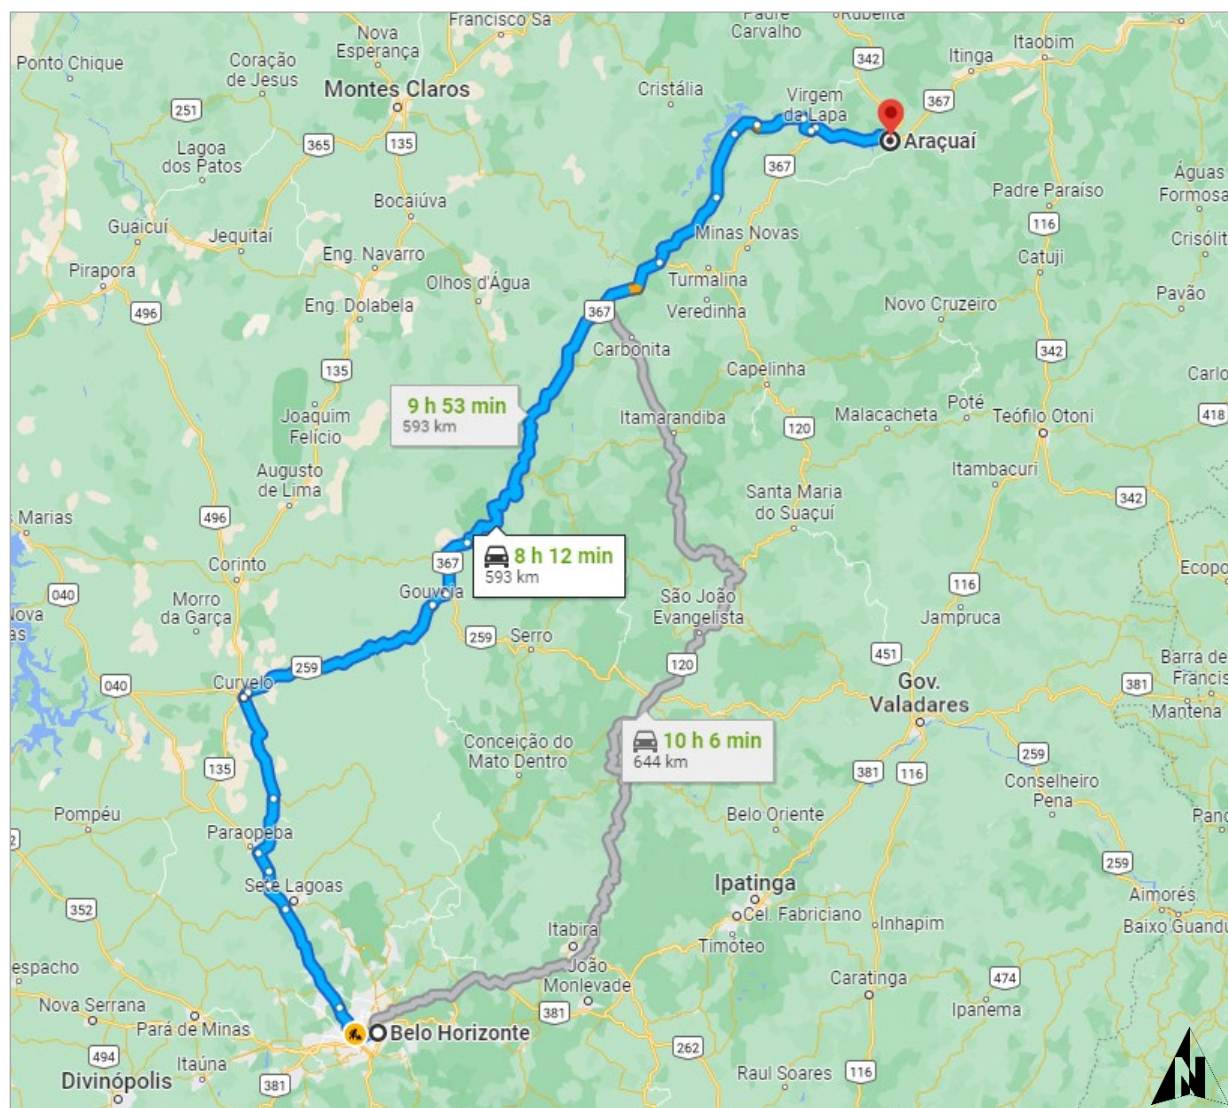 Francisco Sá
Padre
Carvalho
Rubelita
Nova
Esperança
Ponto Chique
Coração
de Jesus
Montes Claros
Cristália
342
Itinga
Itaobim
251
365
135
Virgem
da Lapa
367
Araçuaí
Lagoa
dos Patos
367
Bocaiúva
Padre Paraíso
116
Águas
Formosa
Guaicuí
Jequitaí
Minas Novas
Crisólit
Pirapora
Eng. Navarro
Olhos d'Água
Turmalina
Catuji
Pavão
496
Eng. Dolabela
367
Veredinha
Novo Cruzeiro
Carbonita
342
135
Capelinha
Carlo
9 h 53 min
593 km
Joaquim
Felício
Itamarandiba
120
Malacacheta
Poté
Teófilo Otoni
418
Augusto
de Lima
Itambacuri
Santa Maria
do Suaçuí
342
s Marias
496
8 h 12 min
593 km
367
Corinto
Gouveia
040
Morro
da Garça
São João
Evangelista
116
Jampruca
Ecopo
Nova
as
259
Serro
259
120
451
Barra de
Francis
Curvelo
040
Gov.
Valadares
381
Mantena
10 h 6 min
644 km
Conceição do
Mato Dentro
135
381
116
259
Conselheiro
Pena
Pompéu
Paraopeba
Belo Oriente
Panc
2
259
Sete Lagoas
Ipatinga
Aimorés
352
Cel. Fabriciano
Inhapim
Baixo Guandu
Itabira
Timóteo
João
Monlevade
espacho
Caratinga
474
Nova Serrana
Pará de Minas
381
Ipanema
Belo Horizonte
494
Itaúna
262
Divinópolis
381
Raul Soares
116
N